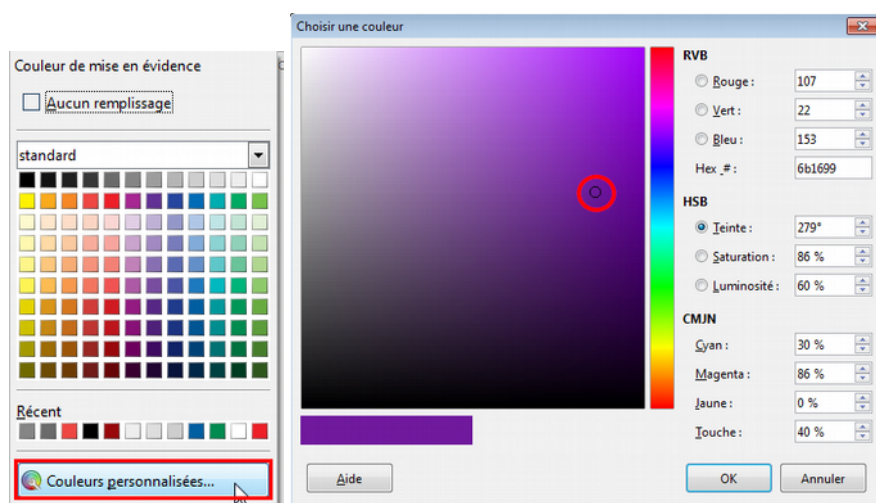 Couleur de mise en évidence
Aucun remplissage
standard
Récent
Couleurs personnalisées...
Choisir une couleur
RVB
Rouge : 107
Vert : 22
Bleu : 153
Hex #: 6b1699
HSB
Teinte : 279°
Saturation : 86 %
Luminosité : 60 %
CMJN
Cyan : 30 %
Magenta : 86 %
Jaune : 0 %
Touche : 40 %
Aide
OK
Annuler